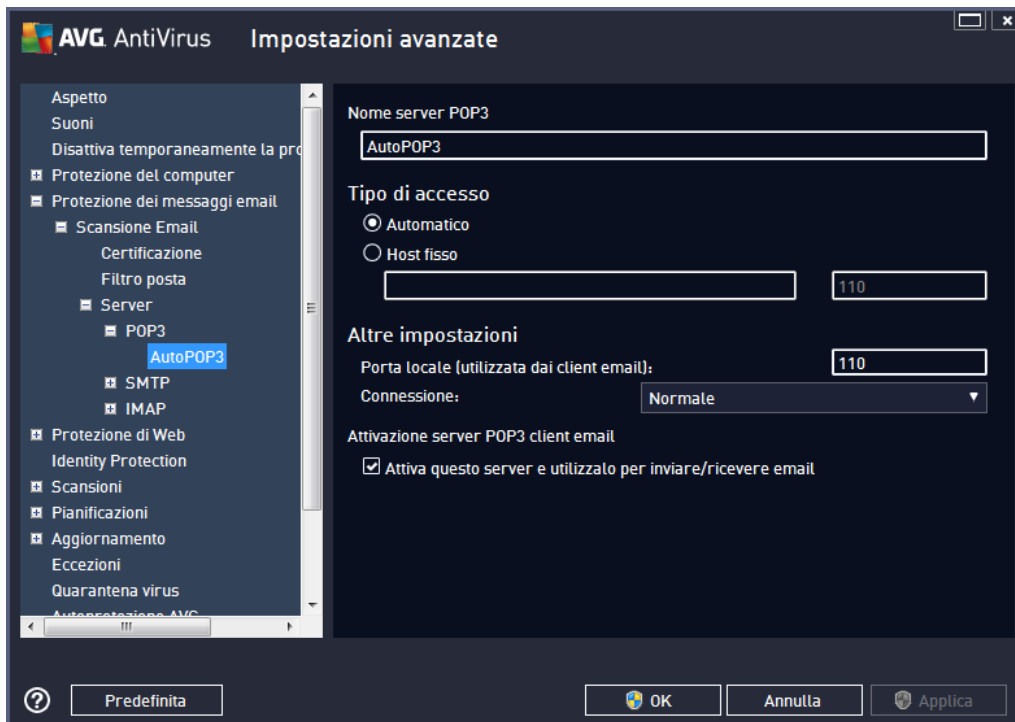 AVG. AntiVirus Impostazioni avanzate
Aspetto
Suoni
Disattiva temporaneamente la pro
Protezione del computer
Protezione dei messaggi email
Scansione Email
Certificazione
Filtro posta
Server
POP3
AutoPOP3
SMTP
IMAP
Protezione di Web
Identity Protection
Scansioni
Pianificazioni
Aggiornamento
Eccezioni
Quarantena virus
Autoprotezione AVG
Nome server POP3
AutoPOP3
Tipo di accesso
Automatico
Host fisso
110
Altre impostazioni
Porta locale (utilizzata dai client email): 110
Connessione: Normale
Attivazione server POP3 client email
Attiva questo server e utilizzalo per inviare/ricevere email
? Predefinita OK Annulla Applica